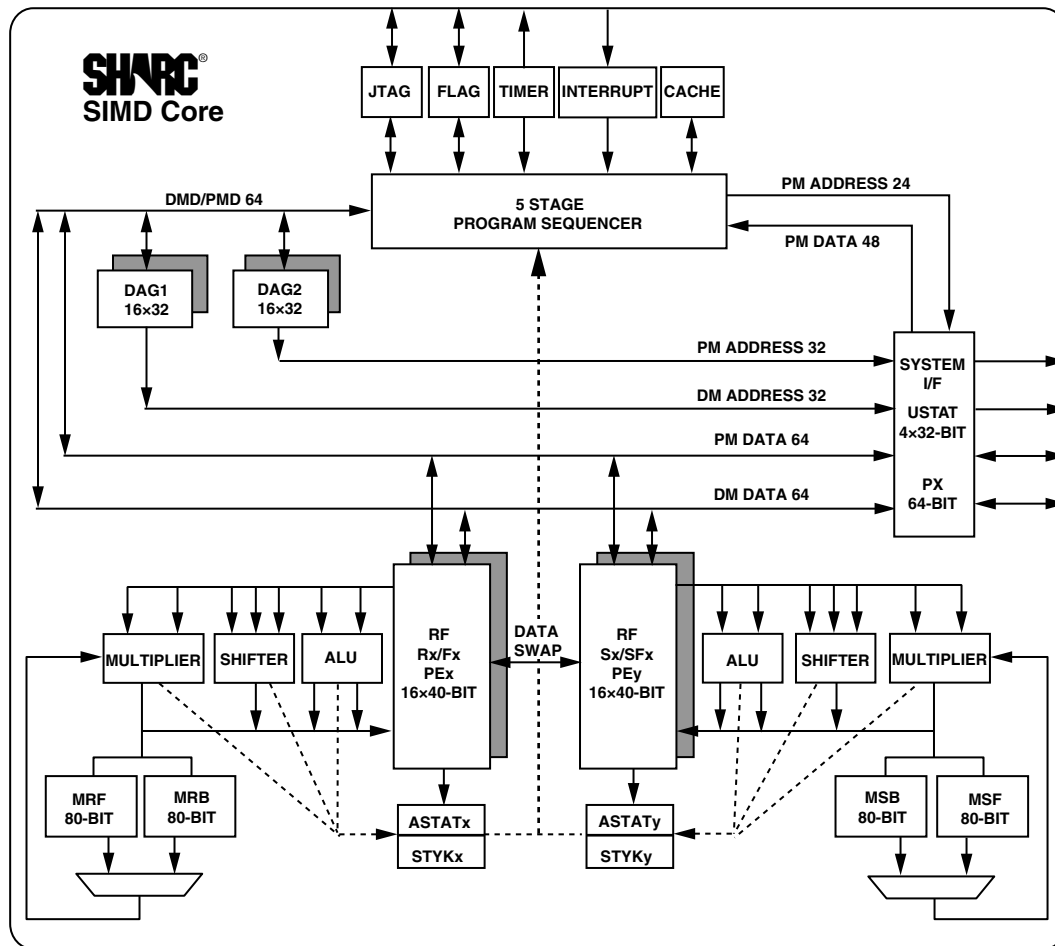 SHARC®
SIMD Core
JTAG
FLAG
TIMER
INTERRUPT
CACHE
DMD/PMD 64
5 STAGE
PROGRAM SEQUENCER
PM ADDRESS 24
PM DATA 48
DAG1
16×32
DAG2
16×32
PM ADDRESS 32
DM ADDRESS 32
PM DATA 64
DM DATA 64
SYSTEM
I/F
USTAT
4×32-BIT
PX
64-BIT
MULTIPLIER
SHIFTER
ALU
RF
Rx/Fx
PEx
16×40-BIT
DATA
SWAP
RF
Sx/SFx
PEy
16×40-BIT
ALU
SHIFTER
MULTIPLIER
MRF
80-BIT
MRB
80-BIT
ASTATx
STYKx
ASTATy
STYKy
MSB
80-BIT
MSF
80-BIT